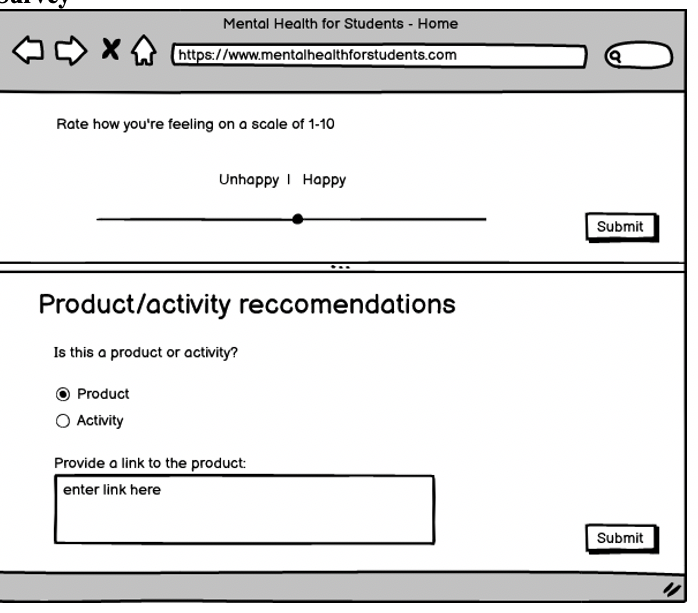 Survey
Mental Health for Students - Home
https://www.mentalhealthforstudents.com
Rate how you're feeling on a scale of 1-10
Unhappy | Happy
Submit
Product/activity reccomendations
Is this a product or activity?
Product
Activity
Provide a link to the product:
enter link here
Submit